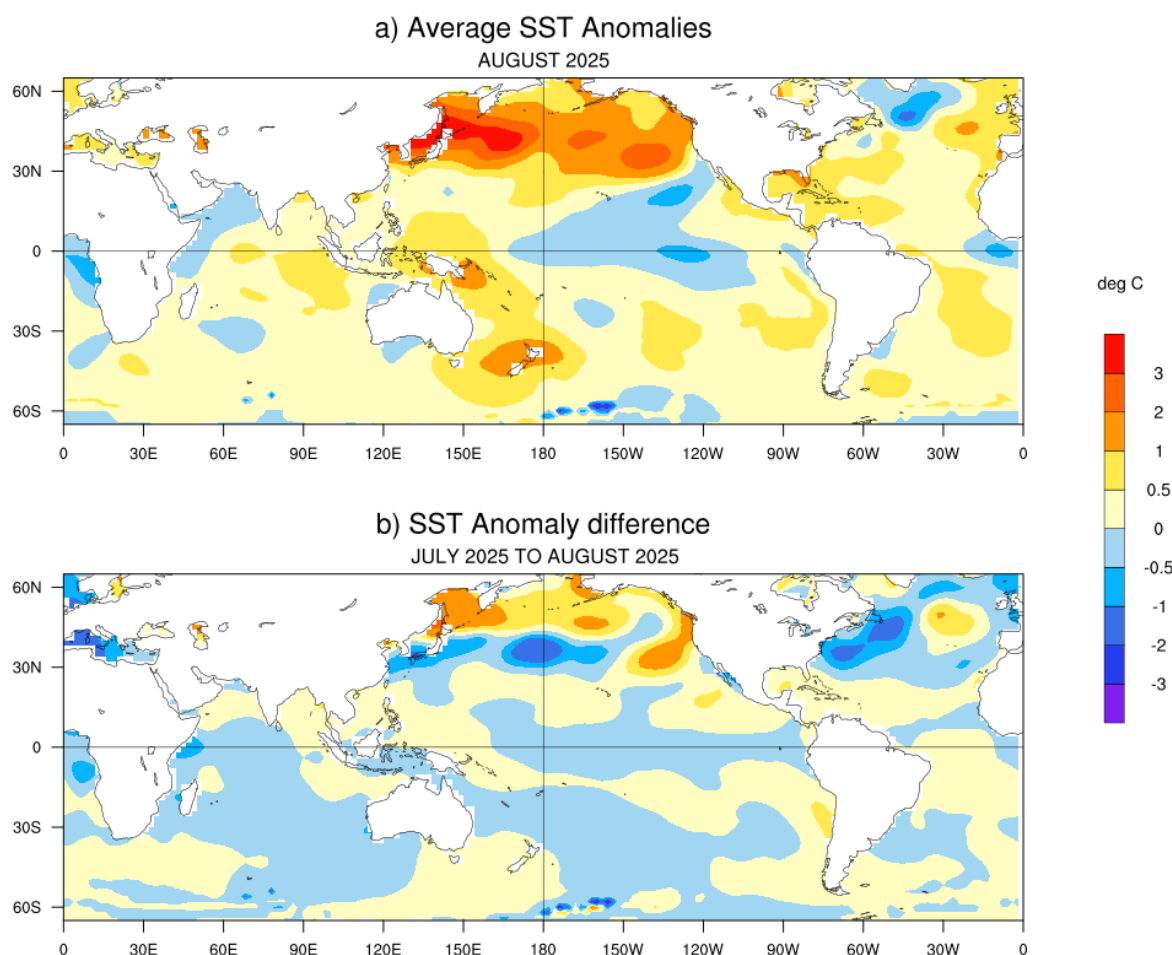 a) Average SST Anomalies
AUGUST 2025
60N
30N
0
30S
60S
0 30E 60E 90E 120E 150E 180 150W 120W 90W 60W 30W 0
b) SST Anomaly difference
JULY 2025 TO AUGUST 2025
60N
30N
0
30S
60S
0 30E 60E 90E 120E 150E 180 150W 120W 90W 60W 30W 0
deg C
3
2
1
0.5
0
-0.5
-1
-2
-3